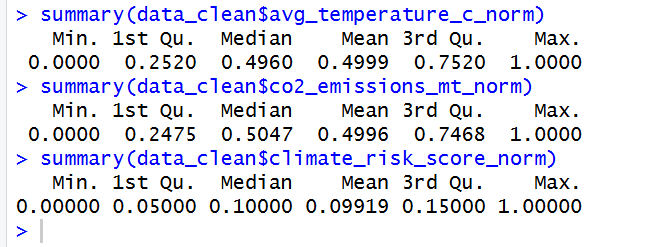 > summary(data_clean$avg_temperature_c_norm)
   Min. 1st Qu.  Median    Mean 3rd Qu.    Max.
 0.0000  0.2520  0.4960  0.4999  0.7520  1.0000
> summary(data_clean$co2_emissions_mt_norm)
   Min. 1st Qu.  Median    Mean 3rd Qu.    Max.
 0.0000  0.2475  0.5047  0.4996  0.7468  1.0000
> summary(data_clean$climate_risk_score_norm)
   Min. 1st Qu.  Median    Mean 3rd Qu.    Max.
0.00000 0.05000 0.10000 0.09919 0.15000 1.00000
>